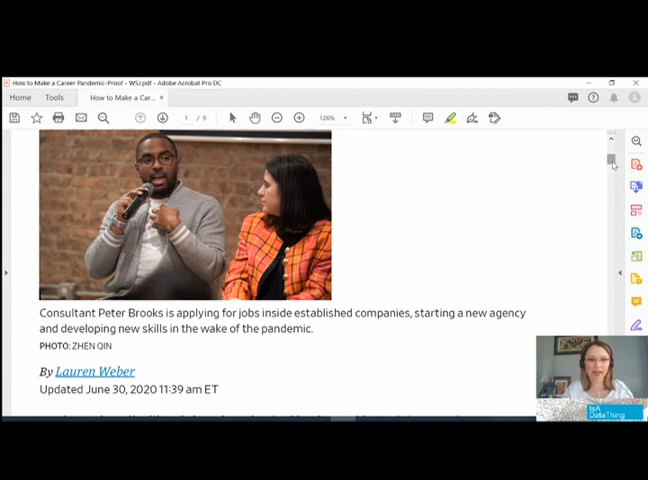 How to Make a Career Pandemic-Proof - WSJ.pdf - Adobe Acrobat Pro DC
Home Tools How to Make a Car... ×
1 / 9 126%
Consultant Peter Brooks is applying for jobs inside established companies, starting a new agency
and developing new skills in the wake of the pandemic.
PHOTO: ZHEN QIN
By Lauren Weber
Updated June 30, 2020 11:39 am ET
IsA
DataThing